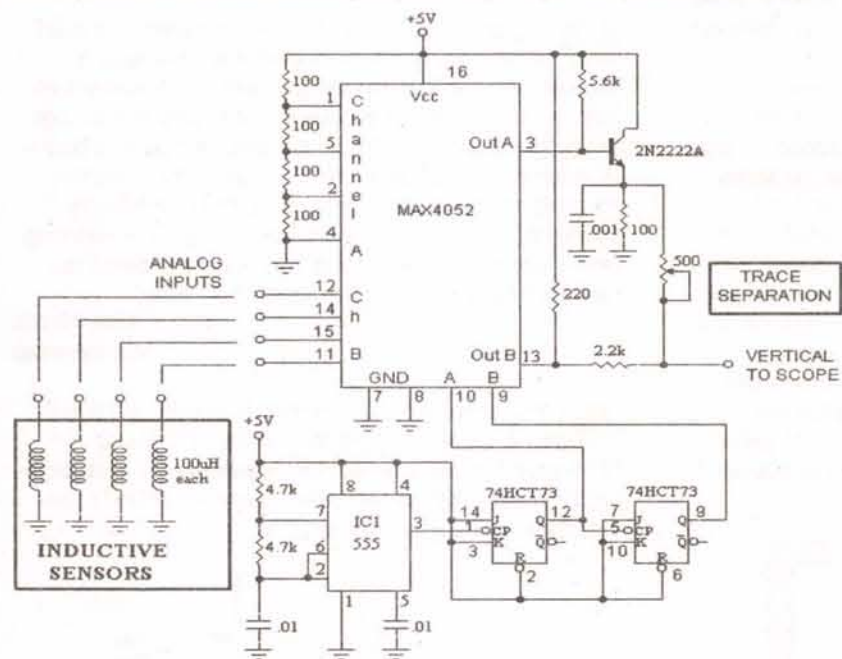 +5V
16
Vcc
100
1
100
5
100
2
100
4
Channel A
MAX4052
Out A
3
5.6k
2N2222A
.001
100
500
TRACE
SEPARATION
220
ANALOG
INPUTS
12
14
15
11
Ch B
Out B
13
2.2k
VERTICAL
TO SCOPE
GND
A
B
7
8
10
9
100uH
each
INDUCTIVE
SENSORS
+5V
4.7k
4.7k
8
4
7
IC1
555
3
6
2
1
5
.01
.01
74HCT73
14
J
Q
12
1
CP
3
K
Q
R
2
74HCT73
7
J
Q
9
5
CP
10
K
Q
R
6